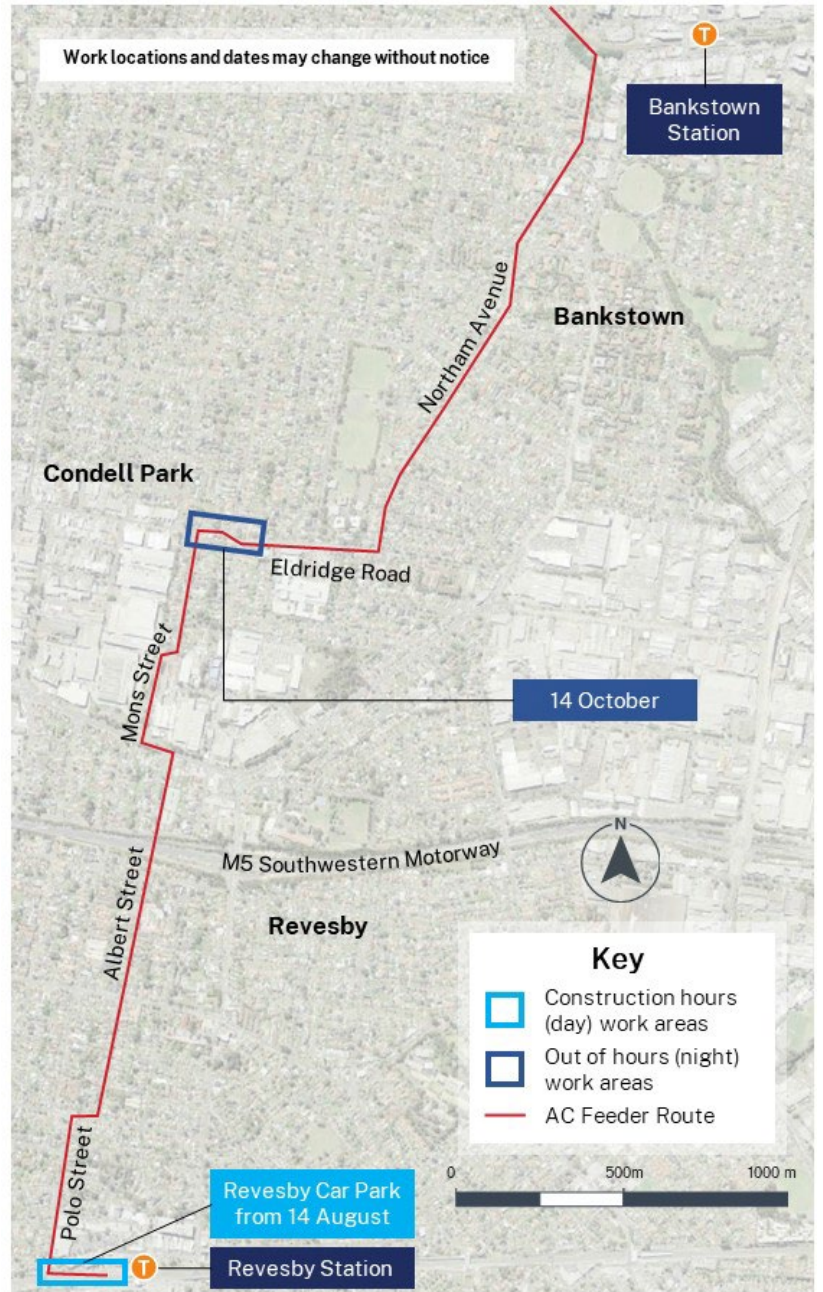 Work locations and dates may change without notice
T
Bankstown
Station
Northam Avenue
Bankstown
Condell Park
Eldridge Road
Mons Street
14 October
N
M5 Southwestern Motorway
Albert Street
Revesby
Key
Construction hours
(day) work areas
Out of hours (night)
work areas
AC Feeder Route
0 500m 1000 m
Polo Street
Revesby Car Park
from 14 August
T
Revesby Station